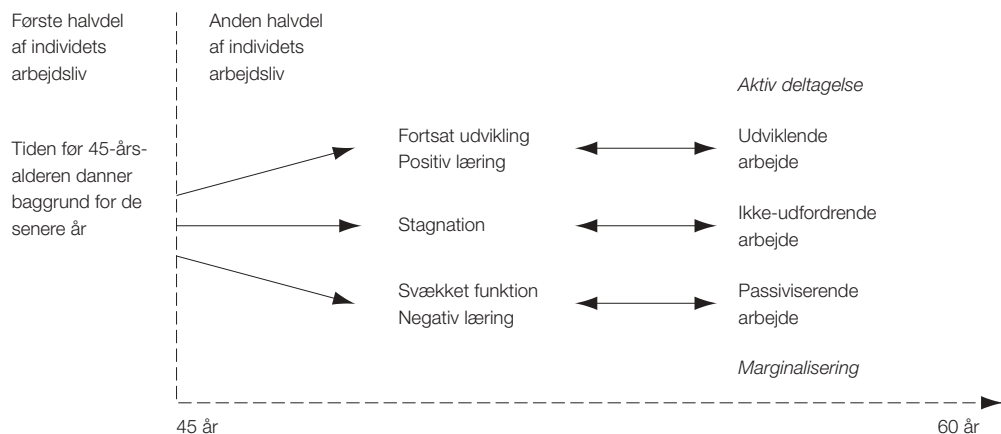 Første halvdel
af individets
arbejdsliv
Anden halvdel
af individets
arbejdsliv
Tiden før 45-års-
alderen danner
baggrund for de
senere år
Aktiv deltagelse
Fortsat udvikling
Positiv læring
Udviklende
arbejde
Stagnation
Ikke-udfordrende
arbejde
Svækket funktion
Negativ læring
Passiviserende
arbejde
Marginalisering
45 år
60 år